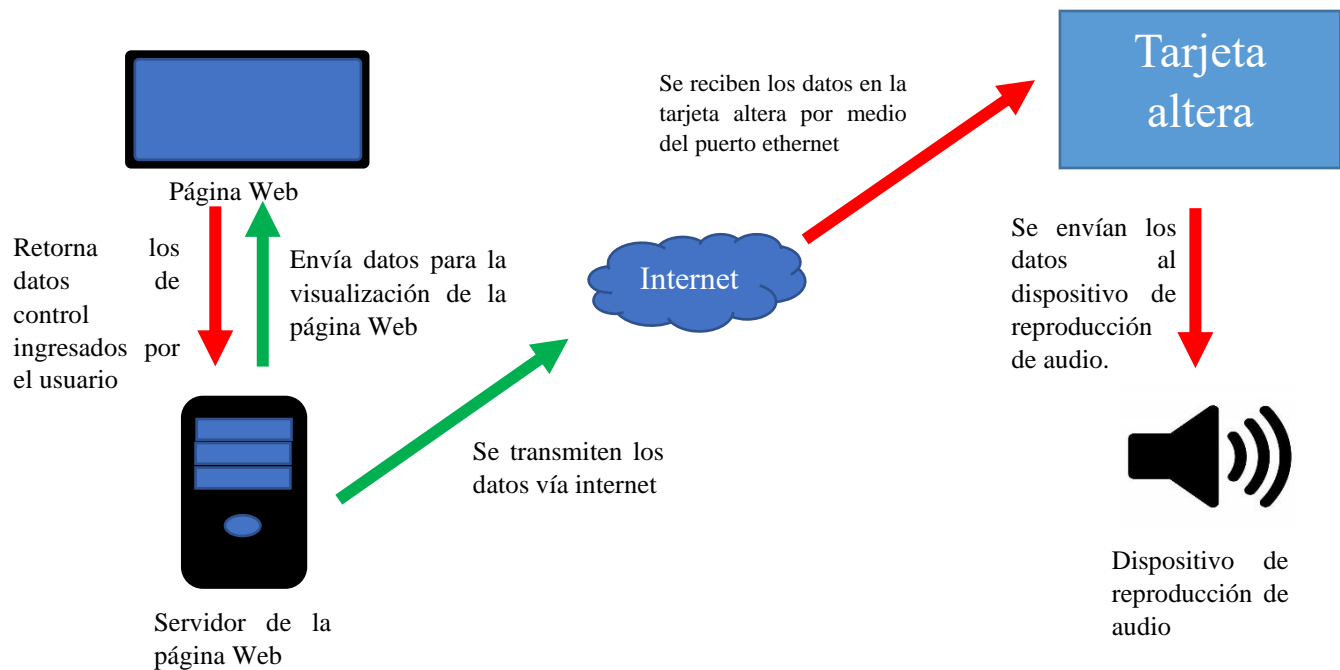 Página Web
Retorna los
datos de
control
ingresados por
el usuario
Envía datos para la
visualización de la
página Web
Servidor de la
página Web
Se transmiten los
datos vía internet
Internet
Se reciben los datos en la
tarjeta altera por medio
del puerto ethernet
Tarjeta
altera
Se envían los
datos al
dispositivo de
reproducción
de audio.
Dispositivo de
reproducción de
audio